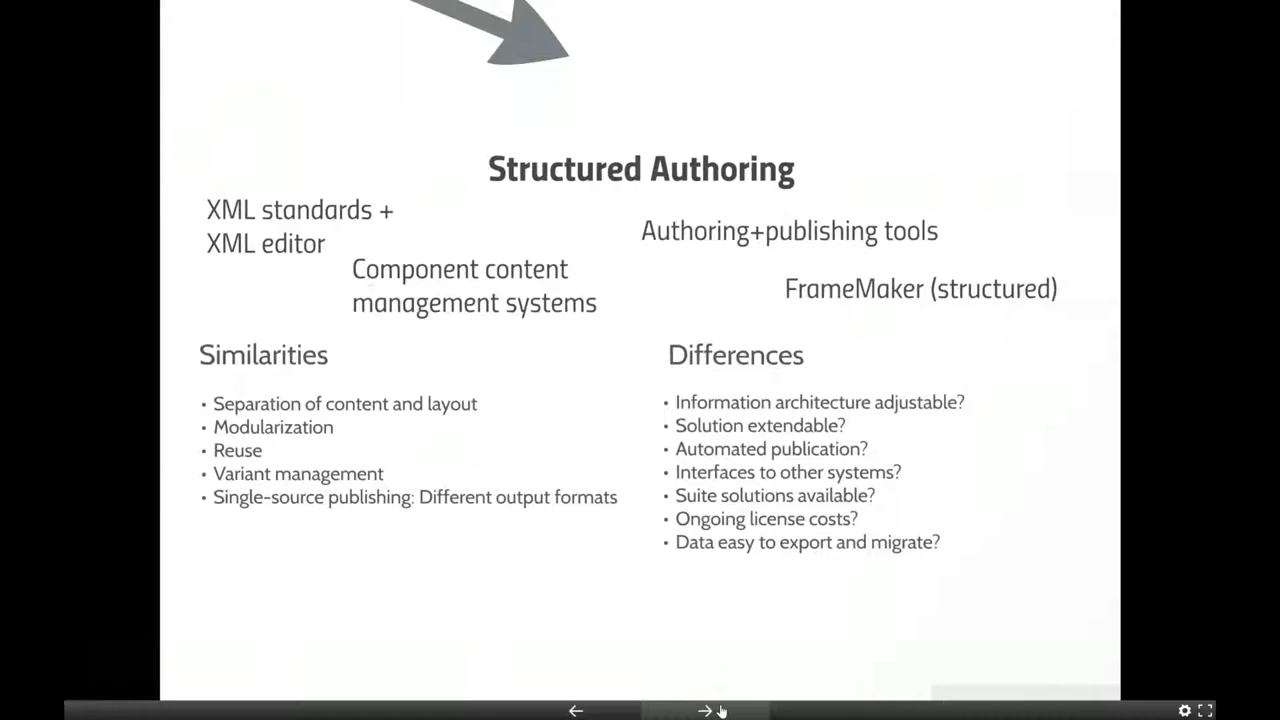 Structured Authoring
XML standards +
XML editor
Authoring+publishing tools
Component content
management systems
FrameMaker (structured)
Similarities
• Separation of content and layout
• Modularization
• Reuse
• Variant management
• Single-source publishing: Different output formats
Differences
• Information architecture adjustable?
• Solution extendable?
• Automated publication?
• Interfaces to other systems?
• Suite solutions available?
• Ongoing license costs?
• Data easy to export and migrate?